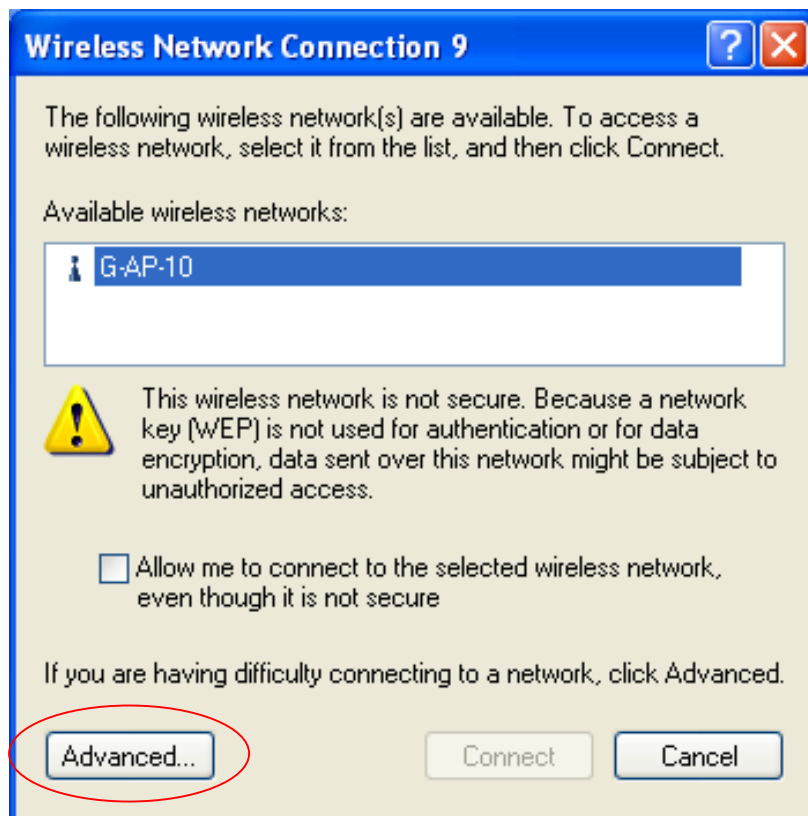 Wireless Network Connection 9
The following wireless network(s) are available. To access a
wireless network, select it from the list, and then click Connect.
Available wireless networks:
G-AP-10
This wireless network is not secure. Because a network
key (WEP) is not used for authentication or for data
encryption, data sent over this network might be subject to
unauthorized access.
Allow me to connect to the selected wireless network,
even though it is not secure
If you are having difficulty connecting to a network, click Advanced.
Advanced... Connect Cancel